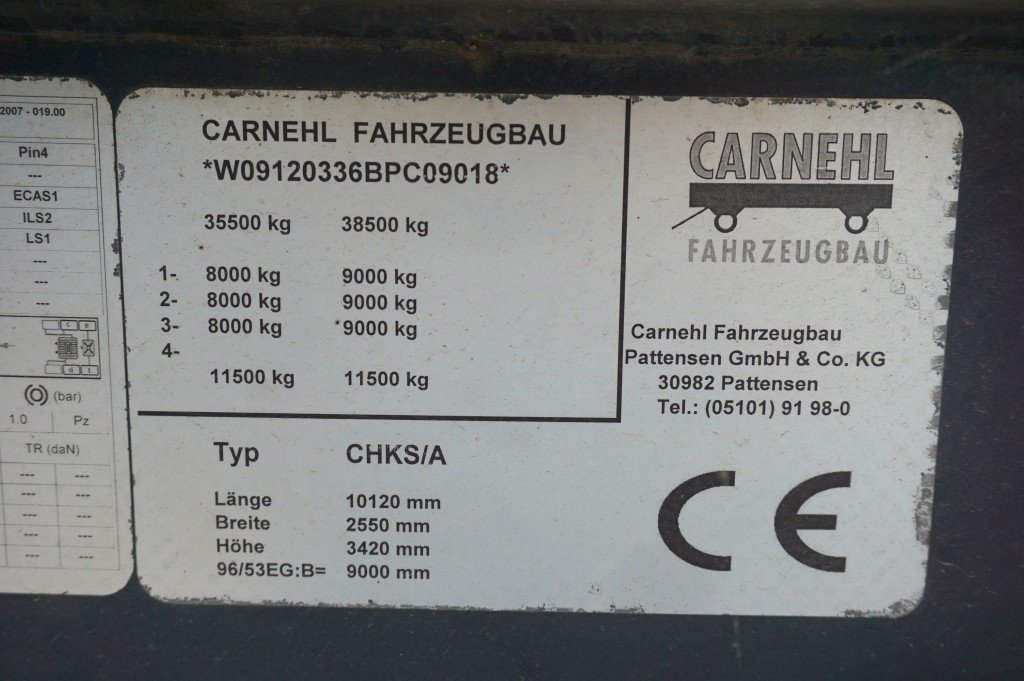 2007 - 019.00
Pin4
---
ECAS1
ILS2
LS1
---
---
---
c e
d f
(bar)
1.0 Pz
TR (daN)
--- ---
--- ---
--- ---
--- ---
--- ---
CARNEHL FAHRZEUGBAU
*W09120336BPC09018*
35500 kg 38500 kg
1- 8000 kg 9000 kg
2- 8000 kg 9000 kg
3- 8000 kg 9000 kg
4-
11500 kg 11500 kg
CARNEHL
FAHRZEUGBAU
Carnehl Fahrzeugbau
Pattensen GmbH & Co. KG
30982 Pattensen
Tel.: (05101) 91 98-0
Typ CHKS/A
Länge 10120 mm
Breite 2550 mm
Höhe 3420 mm
96/53EG:B= 9000 mm
CE